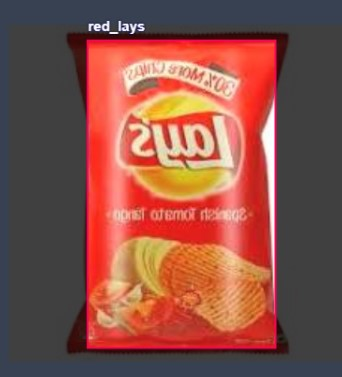 red_lays
30% More Chips
Lay's
Spanish Tomato Tango